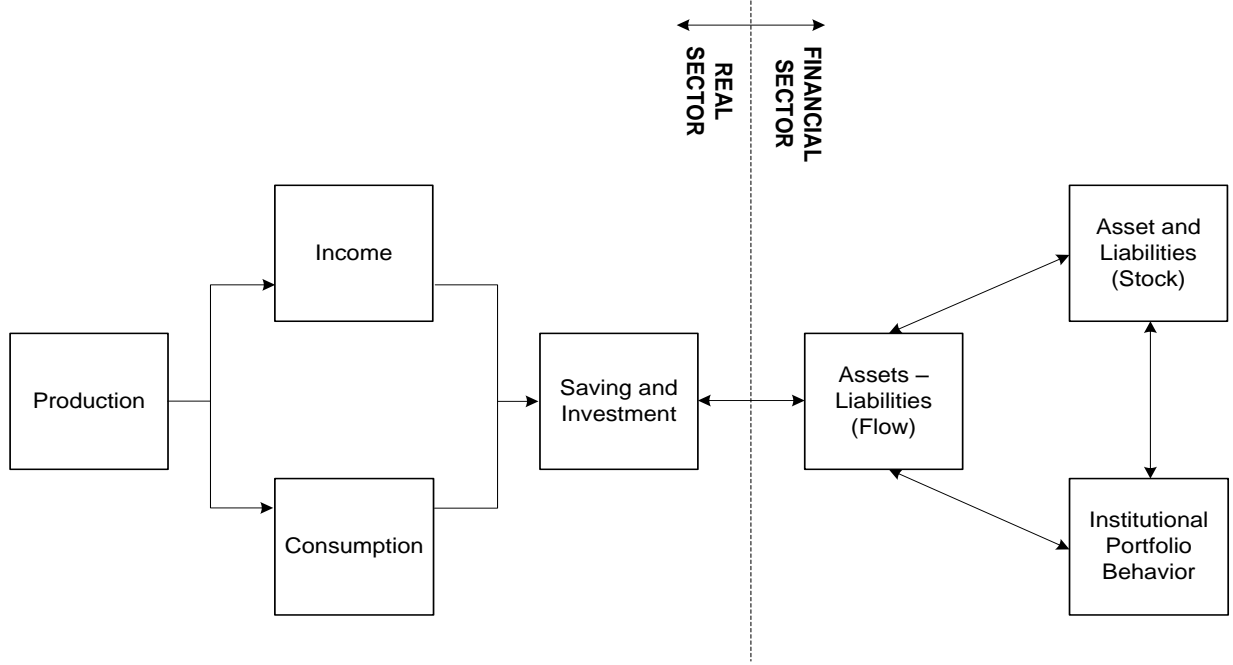 REAL
SECTOR
FINANCIAL
SECTOR
Income
Asset and
Liabilities
(Stock)
Production
Saving and
Investment
Assets –
Liabilities
(Flow)
Consumption
Institutional
Portfolio
Behavior